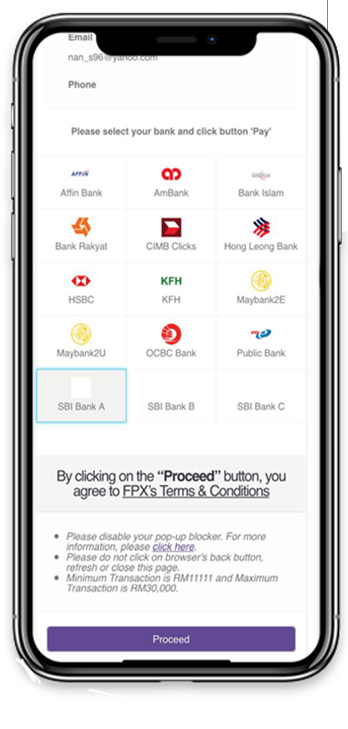 Email
nan_s96@yahoo.com
Phone
Please select your bank and click button 'Pay'
AFFIN
Affin Bank
AmBank
Bank Islam
Bank Rakyat
CIMB Clicks
Hong Leong Bank
HSBC
KFH
KFH
Maybank2E
Maybank2U
OCBC Bank
Public Bank
SBI Bank A
SBI Bank B
SBI Bank C
By clicking on the “Proceed” button, you
agree to FPX's Terms & Conditions
Please disable your pop-up blocker. For more
information, please click here.
Please do not click on browser's back button,
refresh or close this page.
Minimum Transaction is RM11111 and Maximum
Transaction is RM30,000.
Proceed